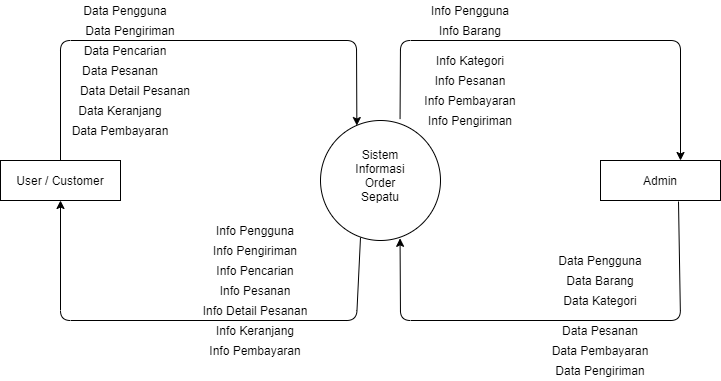 Data Pengguna
Data Pengiriman
Data Pencarian
Data Pesanan
Data Detail Pesanan
Data Keranjang
Data Pembayaran
Info Pengguna
Info Barang
Info Kategori
Info Pesanan
Info Pembayaran
Info Pengiriman
User / Customer
Sistem
Informasi
Order
Sepatu
Admin
Info Pengguna
Info Pengiriman
Info Pencarian
Info Pesanan
Info Detail Pesanan
Info Keranjang
Info Pembayaran
Data Pengguna
Data Barang
Data Kategori
Data Pesanan
Data Pembayaran
Data Pengiriman